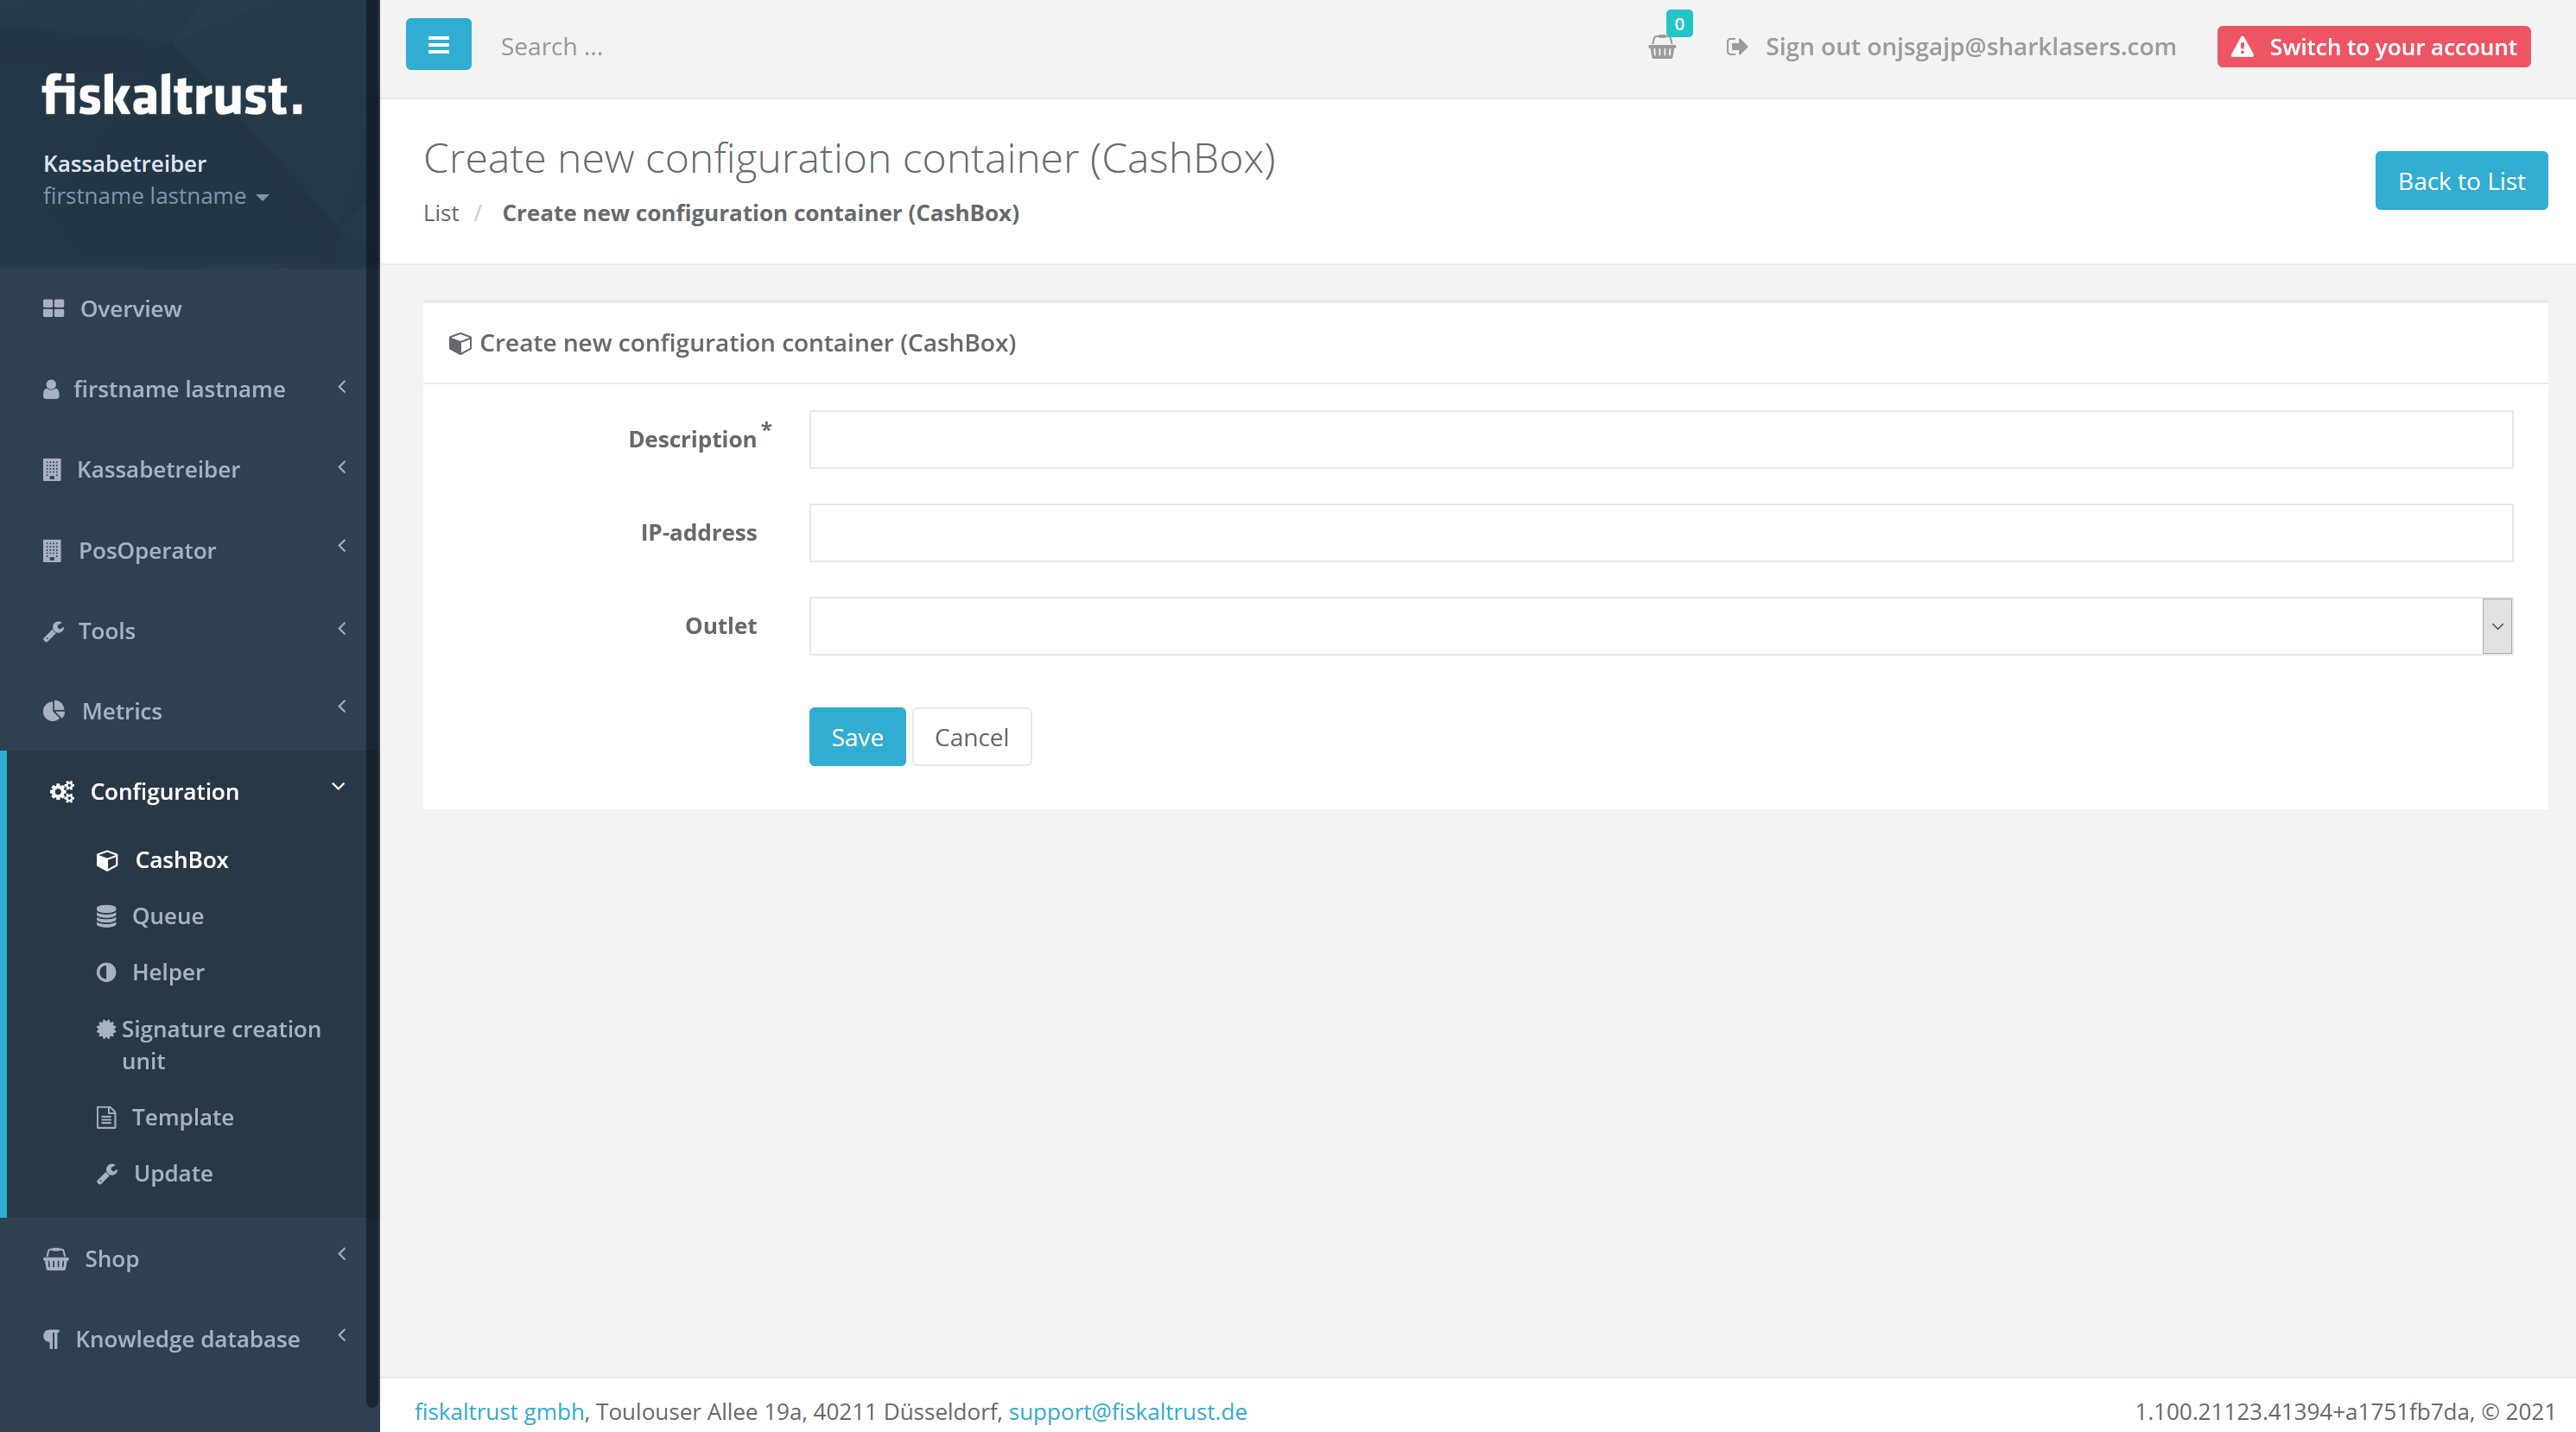 fiskaltrust.
Kassabetreiber
firstname lastname
Overview
firstname lastname
Kassabetreiber
PosOperator
Tools
Metrics
Configuration
CashBox
Queue
Helper
Signature creation
unit
Template
Update
Shop
Knowledge database
Search ...
0
Sign out onjsgajp@sharklasers.com
Switch to your account
Create new configuration container (CashBox)
List / Create new configuration container (CashBox)
Back to List
Create new configuration container (CashBox)
Description *
IP-address
Outlet
Save Cancel
fiskaltrust gmbh, Toulouser Allee 19a, 40211 Düsseldorf, support@fiskaltrust.de
1.100.21123.41394+a1751fb7da, © 2021